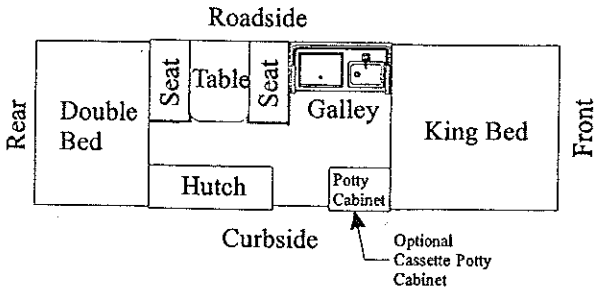 Roadside
Rear
Double
Bed
Seat
Table
Seat
Galley
King Bed
Front
Hutch
Potty
Cabinet
Curbside
Optional
Cassette Potty
Cabinet